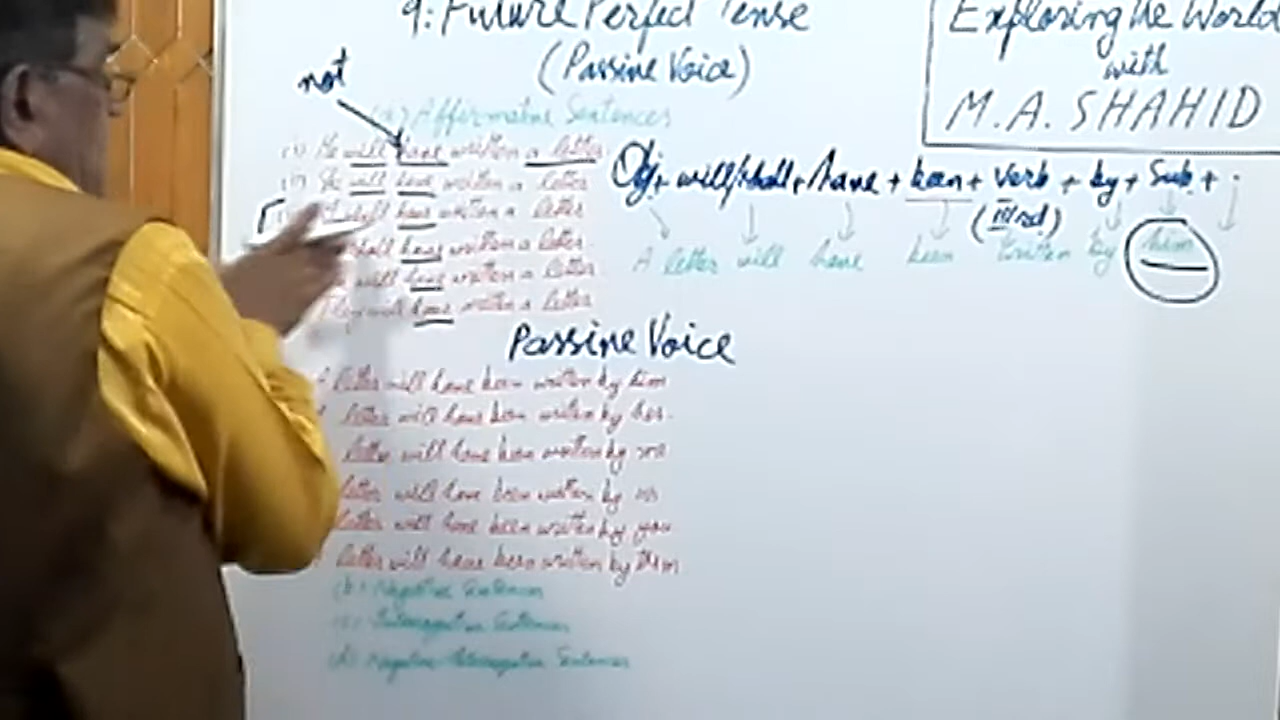 9: Future Perfect Tense
(Passive Voice)
Exploring the World
with
M.A. SHAHID
not
(a) Affirmative Sentences
(i) He will have written a letter
(ii) She will have written a letter
will have written a letter
shall have written a letter.
will have written a letter.
They will have written a letter
Obj + will/shall + have + been + verb + by + Sub + .
(IIIrd)
A letter will have been written by him
Passive Voice
letter will have been written by him
letter will have been written by her.
letter will have been written by me
letter will have been written by us
letter will have been written by you
letter will have been written by them
(b) Negative Sentences
(c) Interrogative Sentences
(d) Negative-Interrogative Sentences